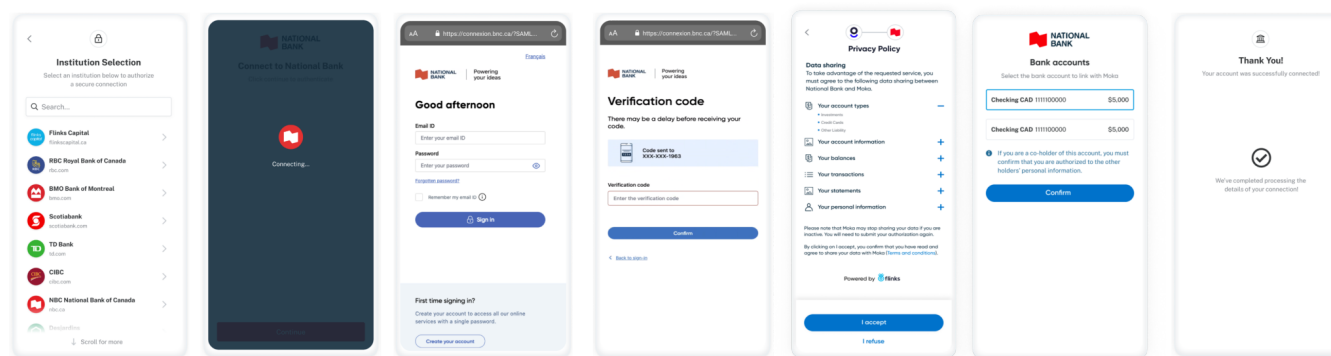 Institution Selection
Select an institution below to authorize
a secure connection
Search...
Flinks Capital
flinkscapital.ca
RBC Royal Bank of Canada
rbc.com
BMO Bank of Montreal
bmo.com
Scotiabank
scotiabank.com
TD Bank
td.com
CIBC
cibc.com
NBC National Bank of Canada
nbc.ca
Desjardins
↓ Scroll for more
NATIONAL
BANK
Connect to National Bank
Connecting...
Continue
AA https://connexion.bnc.ca/?SAML...
Français
NATIONAL
BANK
Powering
your ideas
Good afternoon
Email ID
Enter your email ID
Password
Enter your password
Forgotten password?
Remember my email ID
Sign in
First time signing in?
Create your account to access all our online
services with a single password.
Create your account
AA https://connexion.bnc.ca/?SAML...
NATIONAL
BANK
Powering
your ideas
Verification code
There may be a delay before receiving your
code.
Code sent to
XXX-XXX-1983
Verification code
Enter the verification code
Confirm
Back to sign-in
Privacy Policy
Data sharing
To take advantage of the requested service, you
must agree to the following data sharing between
National Bank and Moka.
Your account types
Investments
Credit Cards
Other Liability
Your account information
Your balances
Your transactions
Your statements
Your personal information
Please note that Moka may stop sharing your data if you are
inactive. You will need to submit your authorization again.
By clicking on I accept, you confirm that you have read and
agree to share your data with Moka (Terms and conditions).
Powered by flinks
I accept
I refuse
NATIONAL
BANK
Bank accounts
Select the bank account to link with Moka
Checking CAD 1111100000 $5,000
Checking CAD 1111100000 $5,000
If you are a co-holder of this account, you must
confirm that you are authorized to the other
holders' personal information.
Confirm
Thank You!
Your account was successfully connected!
We've completed processing the
details of your connection!